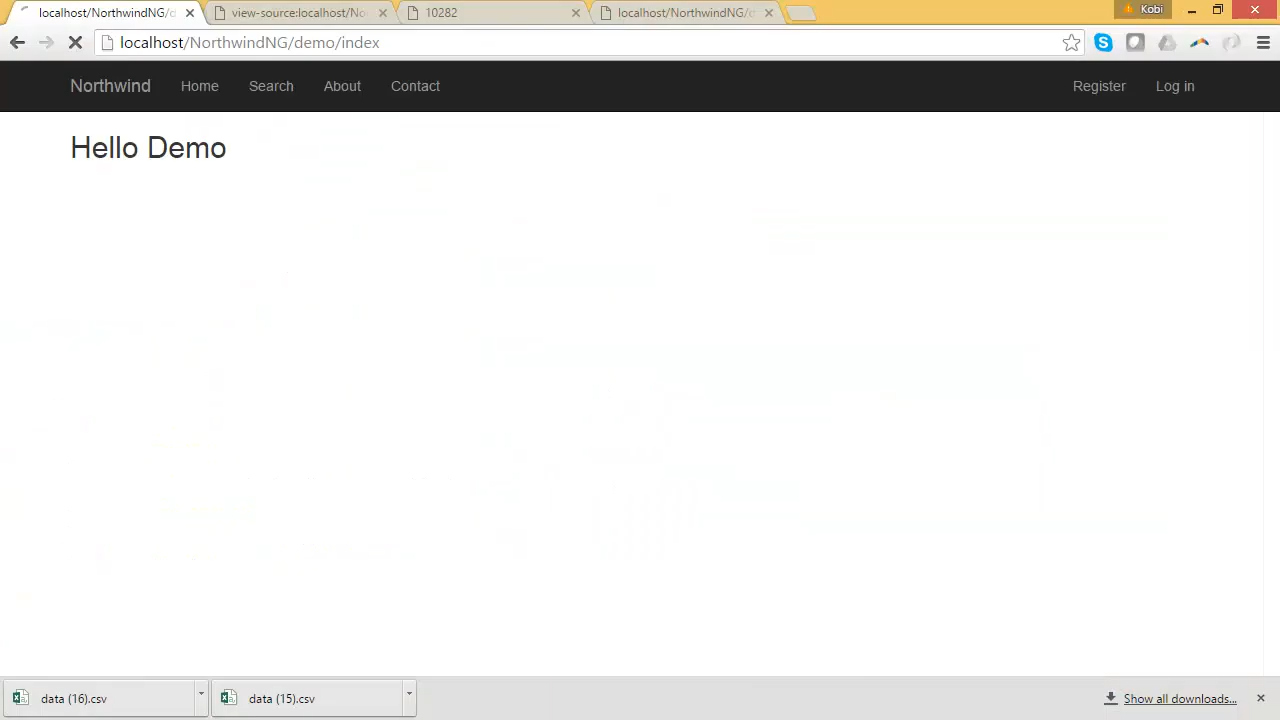 localhost/NorthwindNG/d
view-source:localhost/No
10282
localhost/NorthwindNG/d
Kobi
localhost/NorthwindNG/demo/index
Northwind Home Search About Contact Register Log in
Hello Demo
data (16).csv
data (15).csv
Show all downloads...